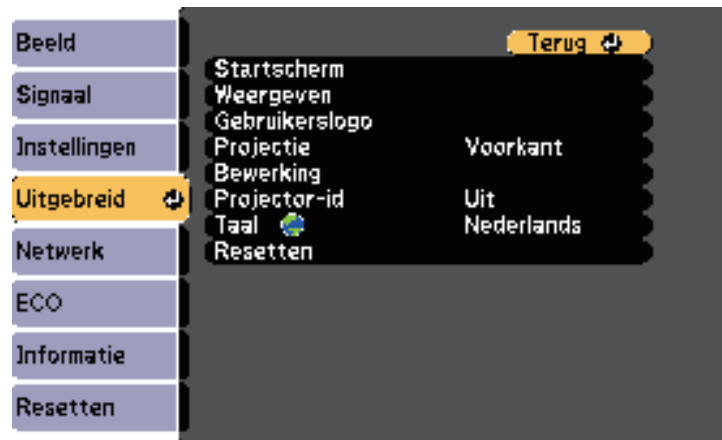 Beeld
Signaal
Instellingen
Uitgebreid
Netwerk
ECO
Informatie
Resetten
Terug
Startscherm
Weergeven
Gebruikerslogo
Projectie Voorkant
Bewerking
Projector-id Uit
Taal Nederlands
Resetten